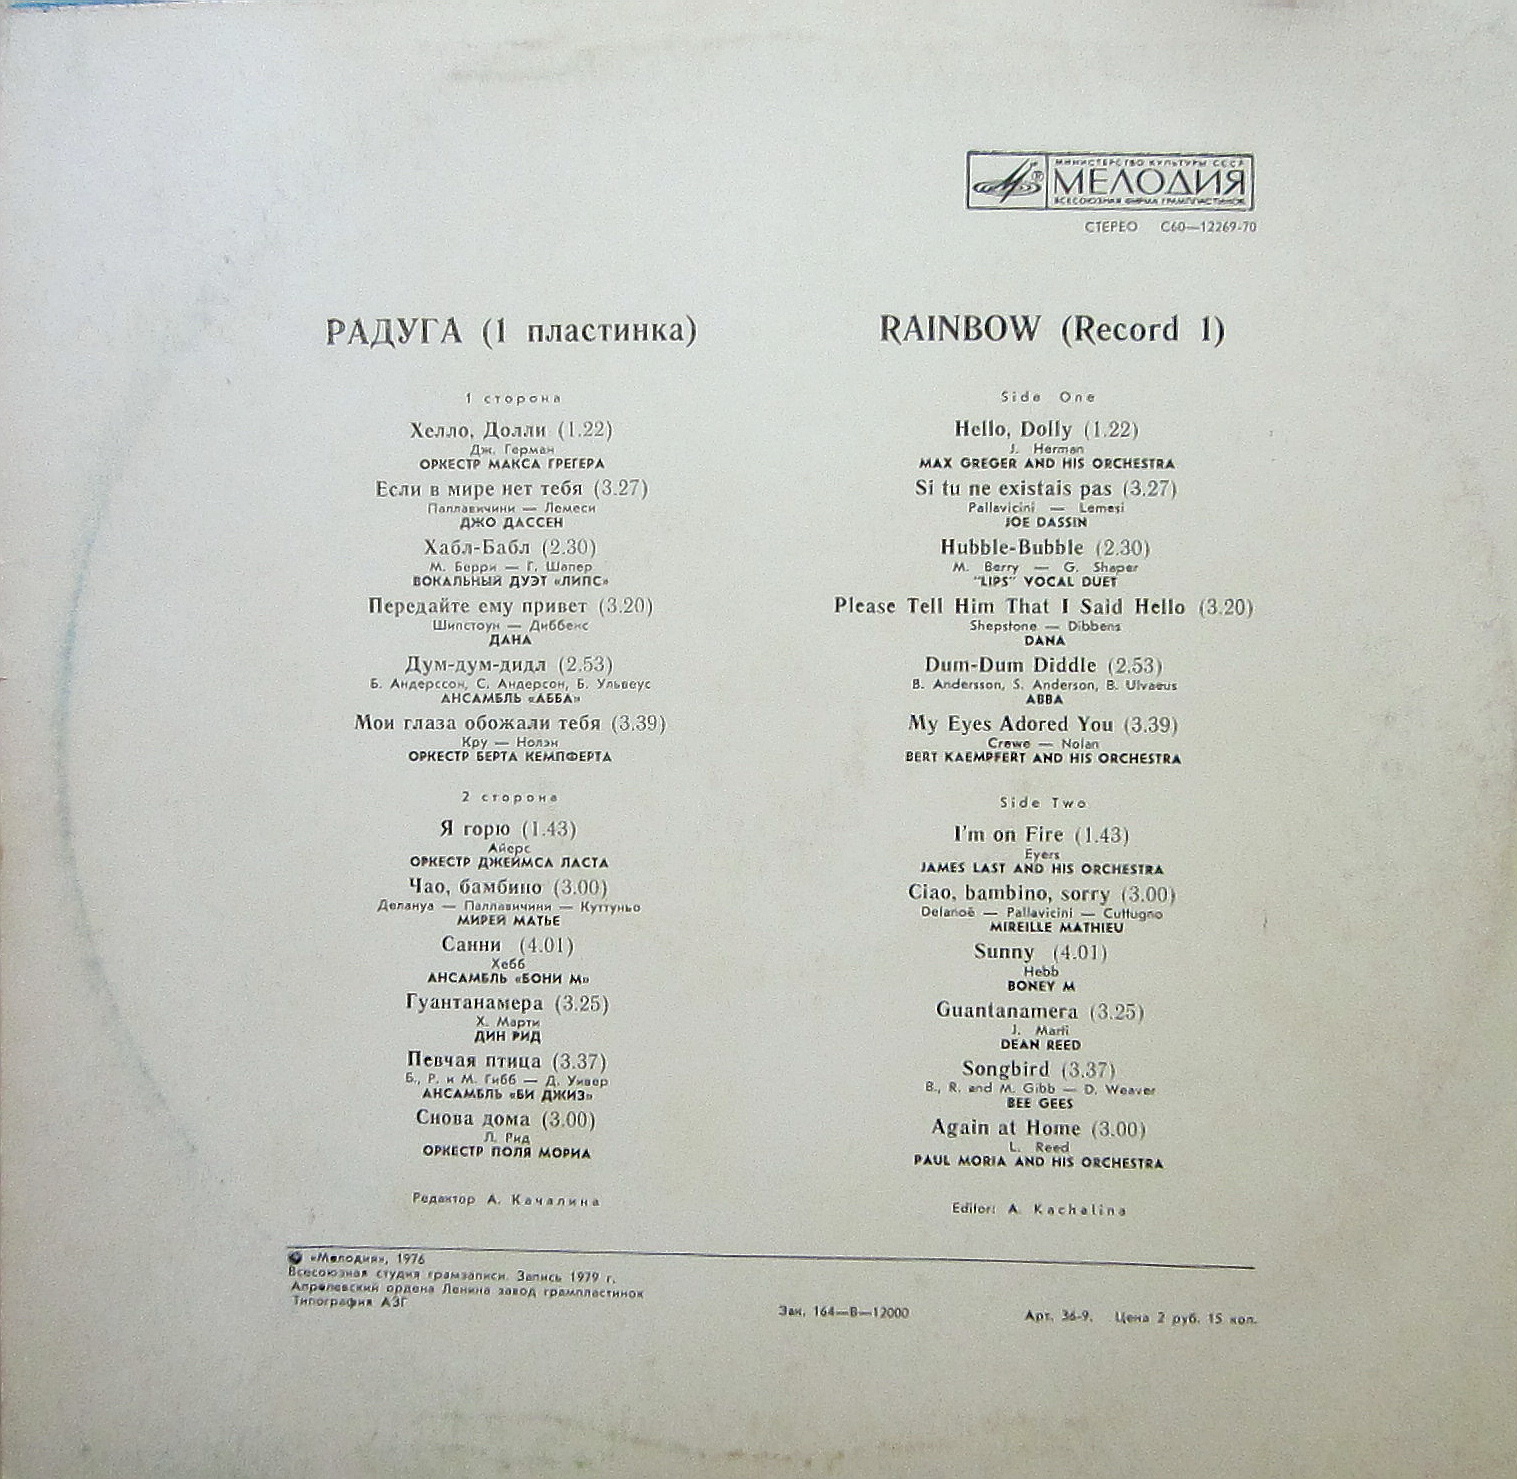 МИНИСТЕРСТВО КУЛЬТУРЫ СССР
МЕЛОДИЯ
ВСЕСОЮЗНАЯ ФИРМА ГРАМПЛАСТИНОК
СТЕРЕО С60—12269-70
РАДУГА (1 пластинка)
1 сторона
Хелло, Долли (1.22)
Дж. Герман
ОРКЕСТР МАКСА ГРЕГЕРА
Если в мире нет тебя (3.27)
Паллавичини — Лемеси
ДЖО ДАССЕН
Хабл-Бабл (2.30)
М. Берри — Г. Шапер
ВОКАЛЬНЫЙ ДУЭТ «ЛИПС»
Передайте ему привет (3.20)
Шипстоун — Диббенс
ДАНА
Дум-дум-дидл (2.53)
Б. Андерссон, С. Андерсон, Б. Ульвеус
АНСАМБЛЬ «АББА»
Мои глаза обожали тебя (3.39)
Кру — Нолэн
ОРКЕСТР БЕРТА КЕМПФЕРТА
2 сторона
Я горю (1.43)
Айерс
ОРКЕСТР ДЖЕЙМСА ЛАСТА
Чао, бамбино (3.00)
Делануа — Паллавичини — Куттуньо
МИРЕЙ МАТЬЕ
Санни (4.01)
Хебб
АНСАМБЛЬ «БОНИ М»
Гуантанамера (3.25)
Х. Марти
ДИН РИД
Певчая птица (3.37)
Б., Р. и М. Гибб — Д. Уивер
АНСАМБЛЬ «БИ ДЖИЗ»
Снова дома (3.00)
Л. Рид
ОРКЕСТР ПОЛЯ МОРИА
Редактор А. Качалина
RAINBOW (Record 1)
Side One
Hello, Dolly (1.22)
J. Herman
MAX GREGER AND HIS ORCHESTRA
Si tu ne existais pas (3.27)
Pallavicini — Lemesi
JOE DASSIN
Hubble-Bubble (2.30)
M. Berry — G. Shaper
"LIPS" VOCAL DUET
Please Tell Him That I Said Hello (3.20)
Shepstone — Dibbens
DANA
Dum-Dum Diddle (2.53)
B. Andersson, S. Anderson, B. Ulvaeus
ABBA
My Eyes Adored You (3.39)
Crewe — Nolan
BERT KAEMPFERT AND HIS ORCHESTRA
Side Two
I'm on Fire (1.43)
Eyers
JAMES LAST AND HIS ORCHESTRA
Ciao, bambino, sorry (3.00)
Delanoë — Pallavicini — Cuttugno
MIREILLE MATHIEU
Sunny (4.01)
Hebb
BONEY M
Guantanamera (3.25)
J. Marti
DEAN REED
Songbird (3.37)
B., R. and M. Gibb — D. Weaver
BEE GEES
Again at Home (3.00)
L. Reed
PAUL MORIA AND HIS ORCHESTRA
Editor: A. Kachalina
«Мелодия», 1976
Всесоюзная студия грамзаписи. Запись 1979 г.
Апрелевский ордена Ленина завод грампластинок
Типография АЗГ
Зак. 164—В—12000
Арт. 36-9. Цена 2 руб. 15 коп.